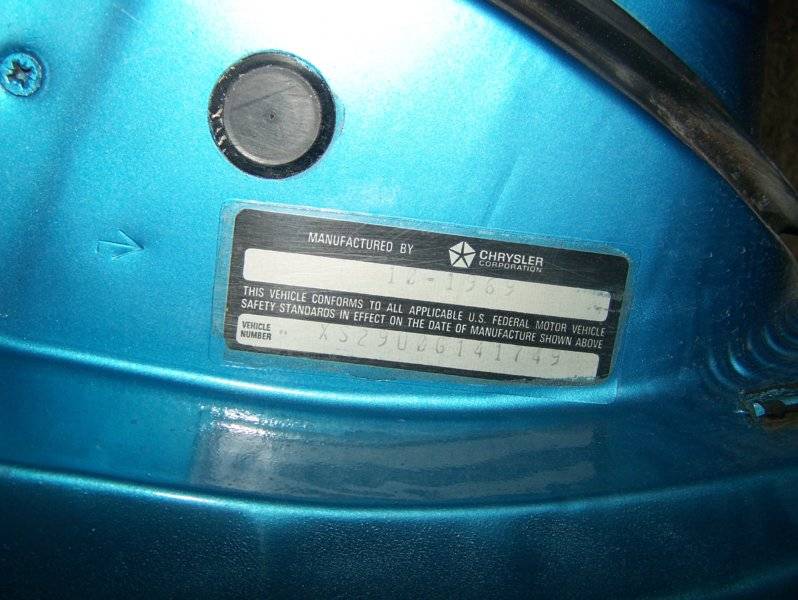 MANUFACTURED BY CHRYSLER CORPORATION
12-1969
THIS VEHICLE CONFORMS TO ALL APPLICABLE U.S. FEDERAL MOTOR VEHICLE
SAFETY STANDARDS IN EFFECT ON THE DATE OF MANUFACTURE SHOWN ABOVE
VEHICLE NUMBER XS29U0G141749